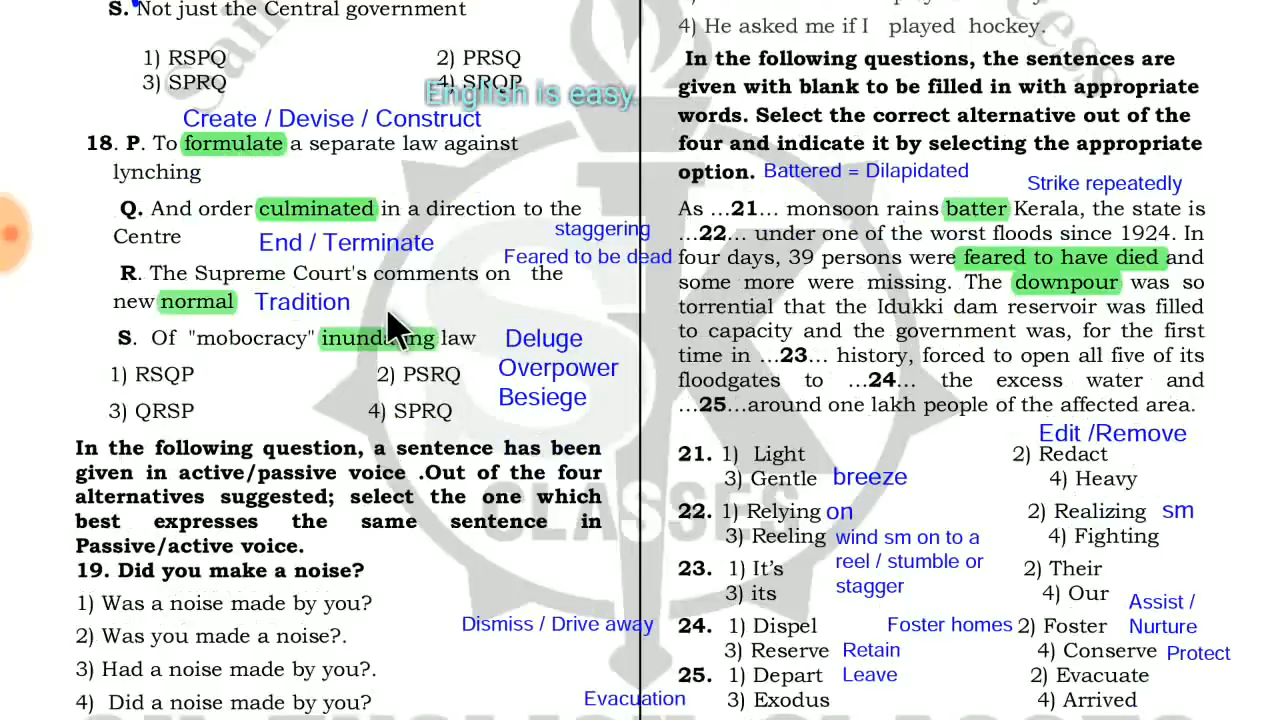 S. Not just the Central government
1) RSPQ 2) PRSQ
3) SPRQ 4) SRQP
English is easy
Create / Devise / Construct
18. P. To formulate a separate law against
lynching
Q. And order culminated in a direction to the
Centre
End / Terminate
R. The Supreme Court's comments on the
new normal Tradition
S. Of "mobocracy" law
Deluge
Overpower
Besiege
1) RSQP 2) PSRQ
3) QRSP 4) SPRQ
In the following question, a sentence has been
given in active/passive voice .Out of the four
alternatives suggested; select the one which
best expresses the same sentence in
Passive/active voice.
19. Did you make a noise?
1) Was a noise made by you?
2) Was you made a noise?.
3) Had a noise made by you?.
4) Did a noise made by you?
4) He asked me if I played hockey.
In the following questions, the sentences are
given with blank to be filled in with appropriate
words. Select the correct alternative out of the
four and indicate it by selecting the appropriate
option. Battered = Dilapidated
Strike repeatedly
As ...21... monsoon rains batter Kerala, the state is
staggering
...22... under one of the worst floods since 1924. In
Feared to be dead
four days, 39 persons were feared to have died and
some more were missing. The downpour was so
torrential that the Idukki dam reservoir was filled
to capacity and the government was, for the first
time in ...23... history, forced to open all five of its
floodgates to ...24... the excess water and
...25...around one lakh people of the affected area.
Edit /Remove
21. 1) Light 2) Redact
3) Gentle breeze 4) Heavy
22. 1) Relying on 2) Realizing sm
3) Reeling wind sm on to a 4) Fighting
reel / stumble or
stagger
23. 1) It's 2) Their
3) its 4) Our
Assist /
Nurture
Dismiss / Drive away
24. 1) Dispel Foster homes 2) Foster
3) Reserve Retain 4) Conserve Protect
25. 1) Depart Leave 2) Evacuate
Evacuation
3) Exodus 4) Arrived
CLASSES